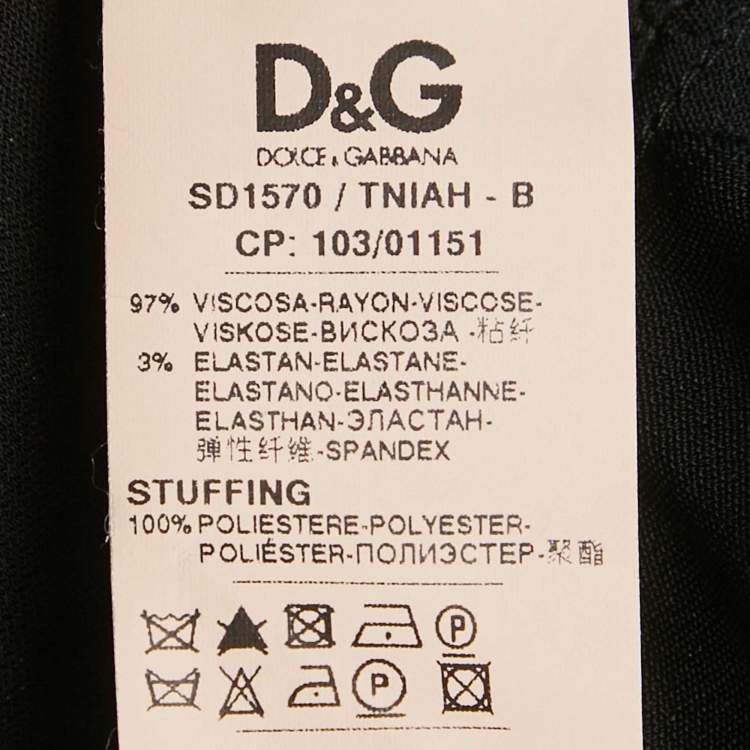 D&G
DOLCE & GABBANA
SD1570 / TNIAH - B
CP: 103/01151
97% VISCOSA-RAYON-VISCOSE-
VISKOSE-ВИСКОЗА -粘纤
3% ELASTAN-ELASTANE-
ELASTANO-ELASTHANNE-
ELASTHAN-ЭЛАСТАН-
弹性纤维-SPANDEX
STUFFING
100% POLIESTERE-POLYESTER-
POLIÉSTER-ПОЛИЭСТЕР-聚酯
P
P